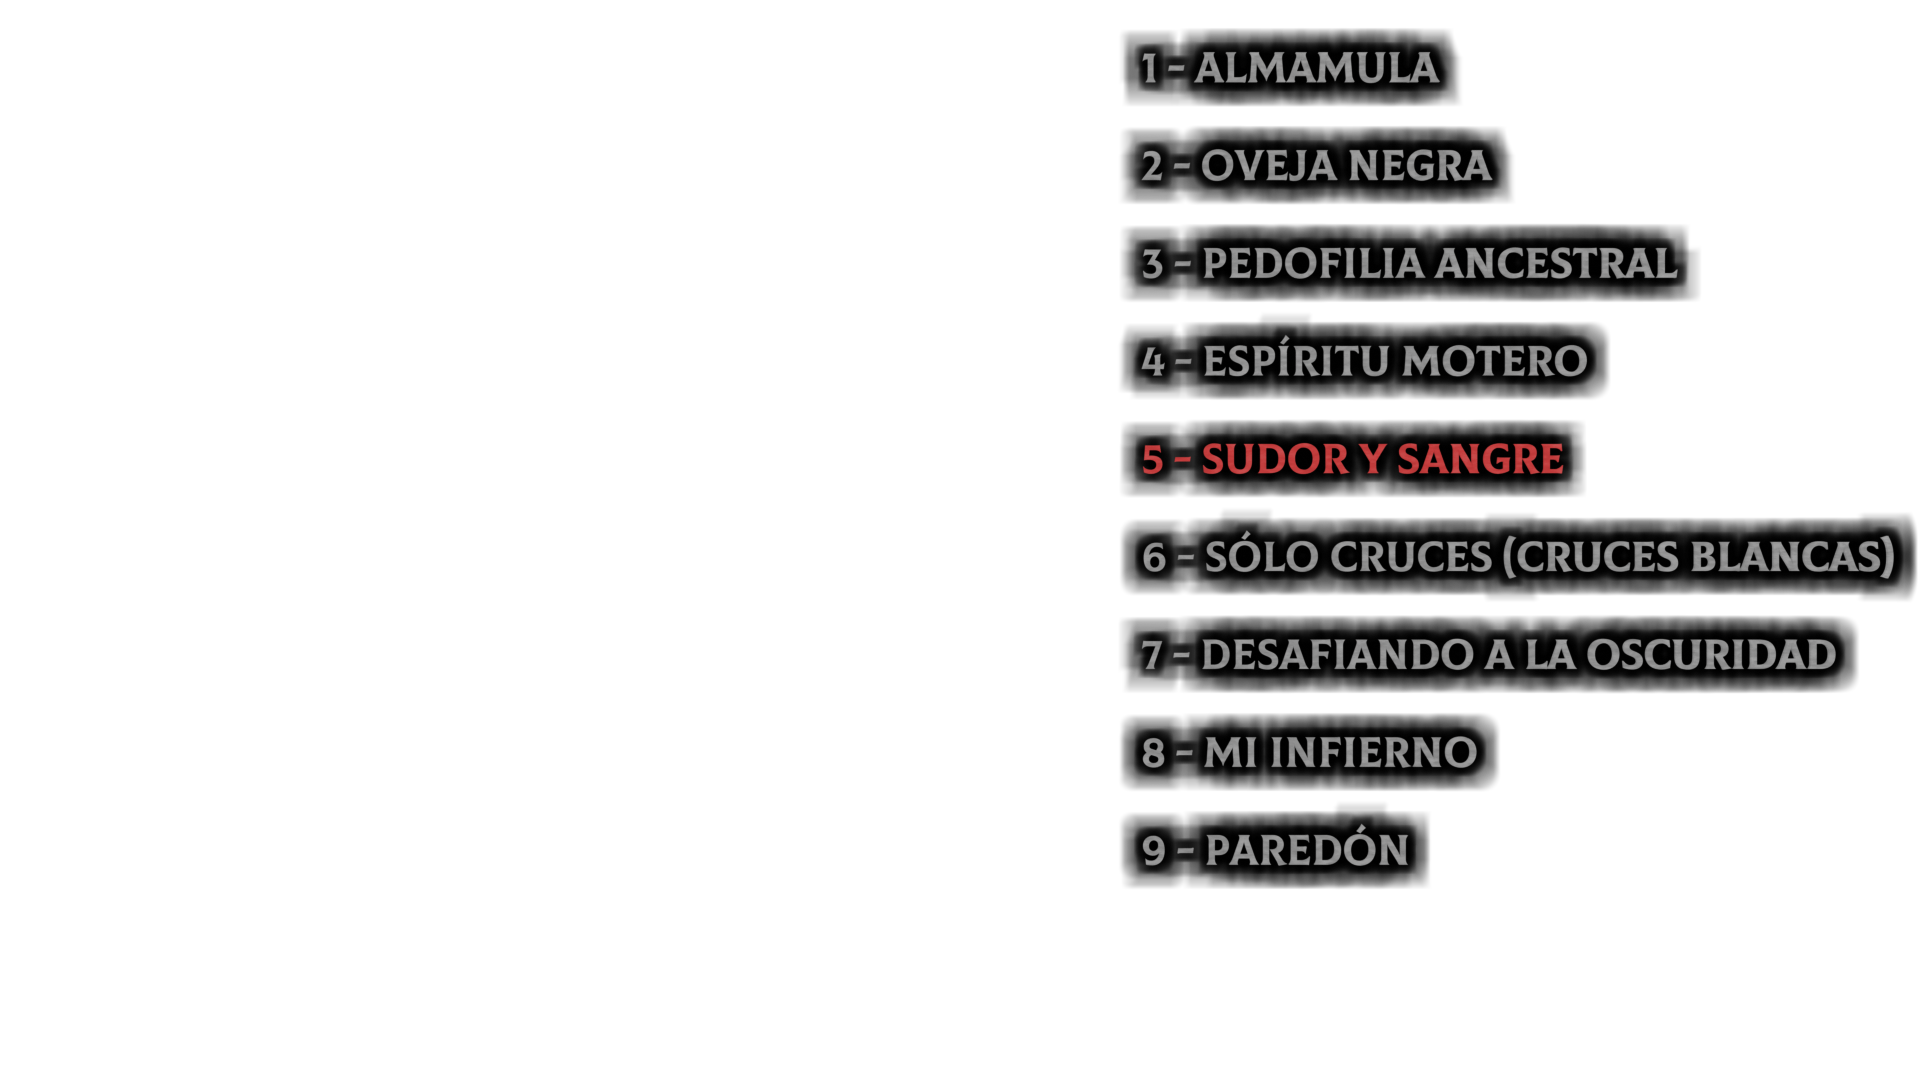 1 - ALMAMULA
2 - OVEJA NEGRA
3 - PEDOFILIA ANCESTRAL
4 - ESPÍRITU MOTERO
5 - SUDOR Y SANGRE
6 - SÓLO CRUCES (CRUCES BLANCAS)
7 - DESAFIANDO A LA OSCURIDAD
8 - MI INFIERNO
9 - PAREDÓN